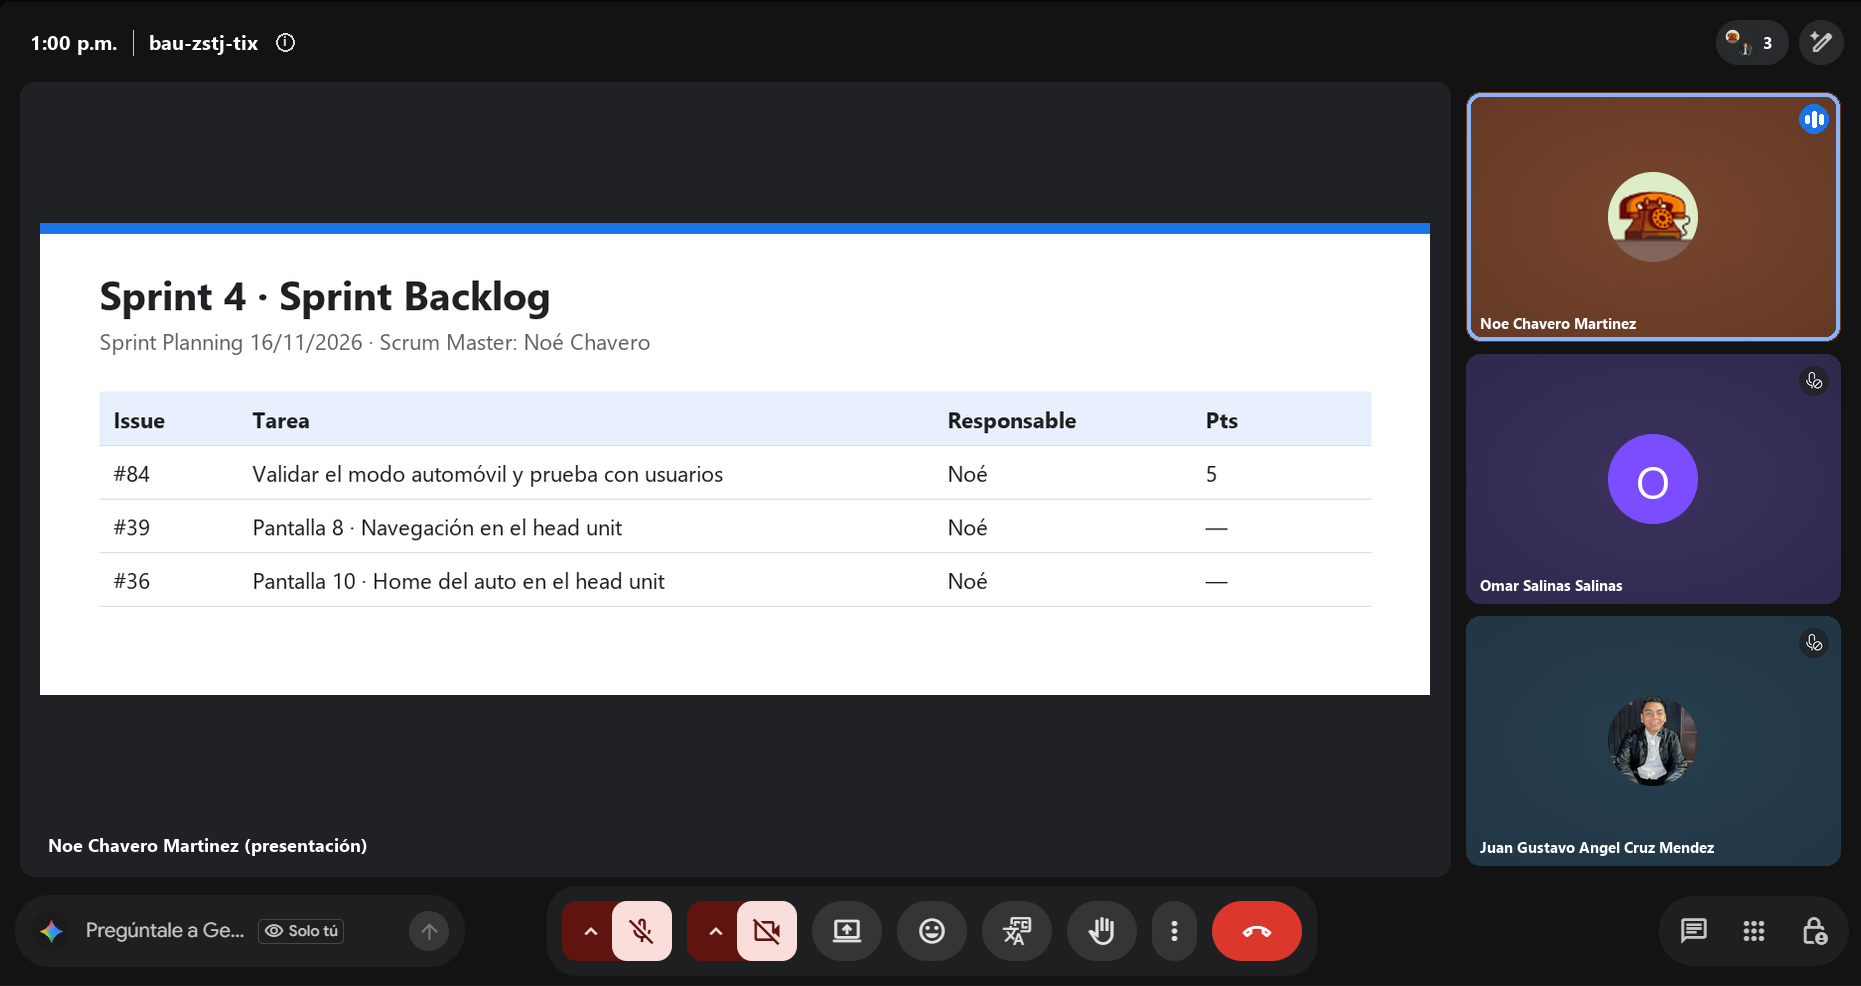 1:00 p.m.
bau-zstj-tix
3
Sprint 4 · Sprint Backlog
Sprint Planning 16/11/2026 · Scrum Master: Noé Chavero
Issue Tarea Responsable Pts
#84 Validar el modo automóvil y prueba con usuarios Noé 5
#39 Pantalla 8 · Navegación en el head unit Noé —
#36 Pantalla 10 · Home del auto en el head unit Noé —
Noe Chavero Martinez (presentación)
Noe Chavero Martinez
O
Omar Salinas Salinas
Juan Gustavo Angel Cruz Mendez
Pregúntale a Ge... Solo tú